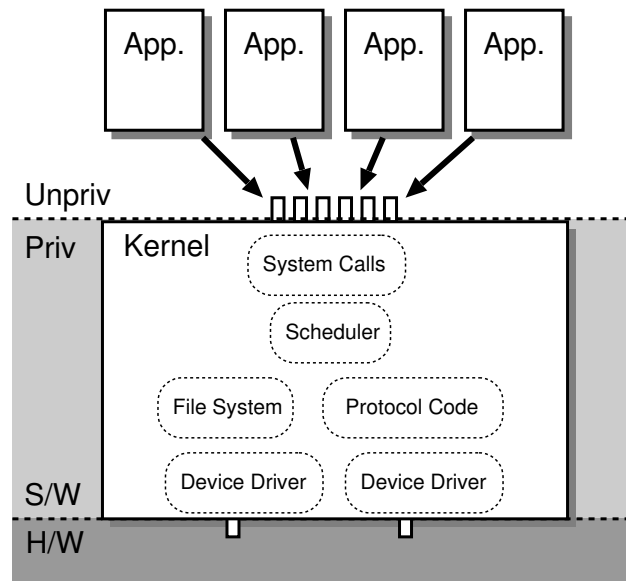 App.
App.
App.
App.
Unpriv
Priv
Kernel
System Calls
Scheduler
File System
Protocol Code
Device Driver
Device Driver
S/W
H/W